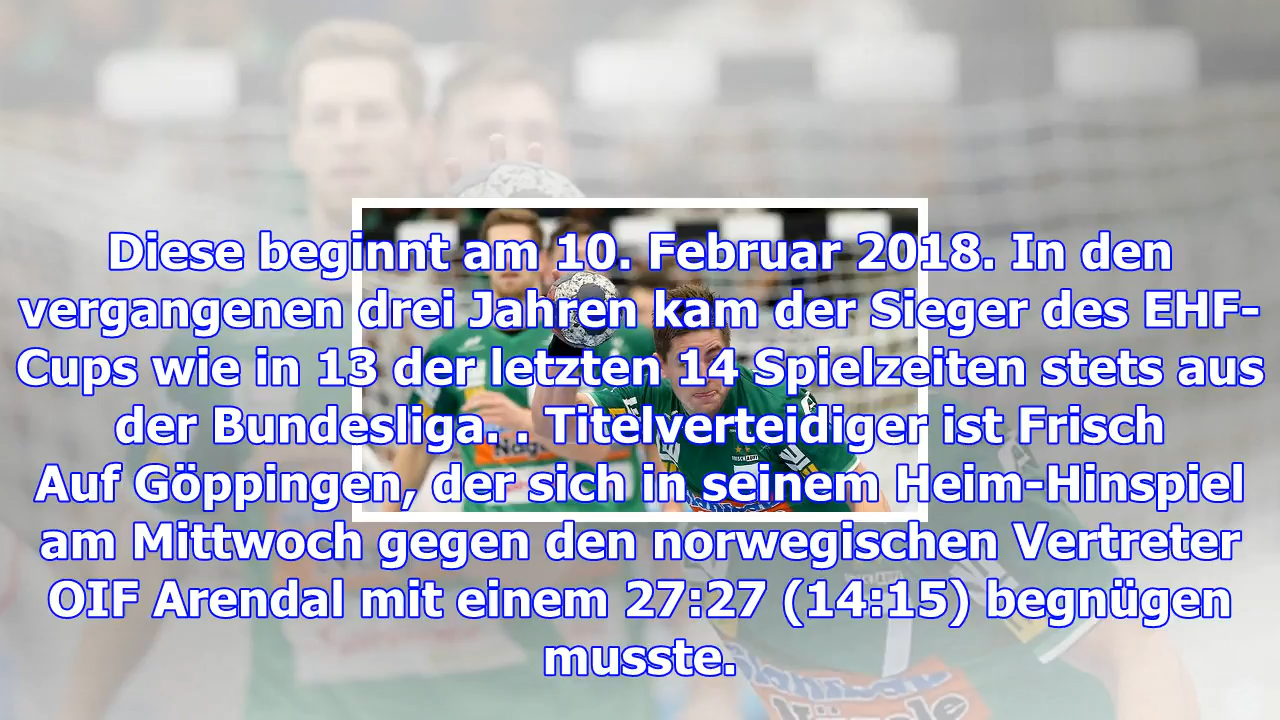 Diese beginnt am 10. Februar 2018. In den
vergangenen drei Jahren kam der Sieger des EHF-
Cups wie in 13 der letzten 14 Spielzeiten stets aus
der Bundesliga. . Titelverteidiger ist Frisch
Auf Göppingen, der sich in seinem Heim-Hinspiel
am Mittwoch gegen den norwegischen Vertreter
OIF Arendal mit einem 27:27 (14:15) begnügen
musste.